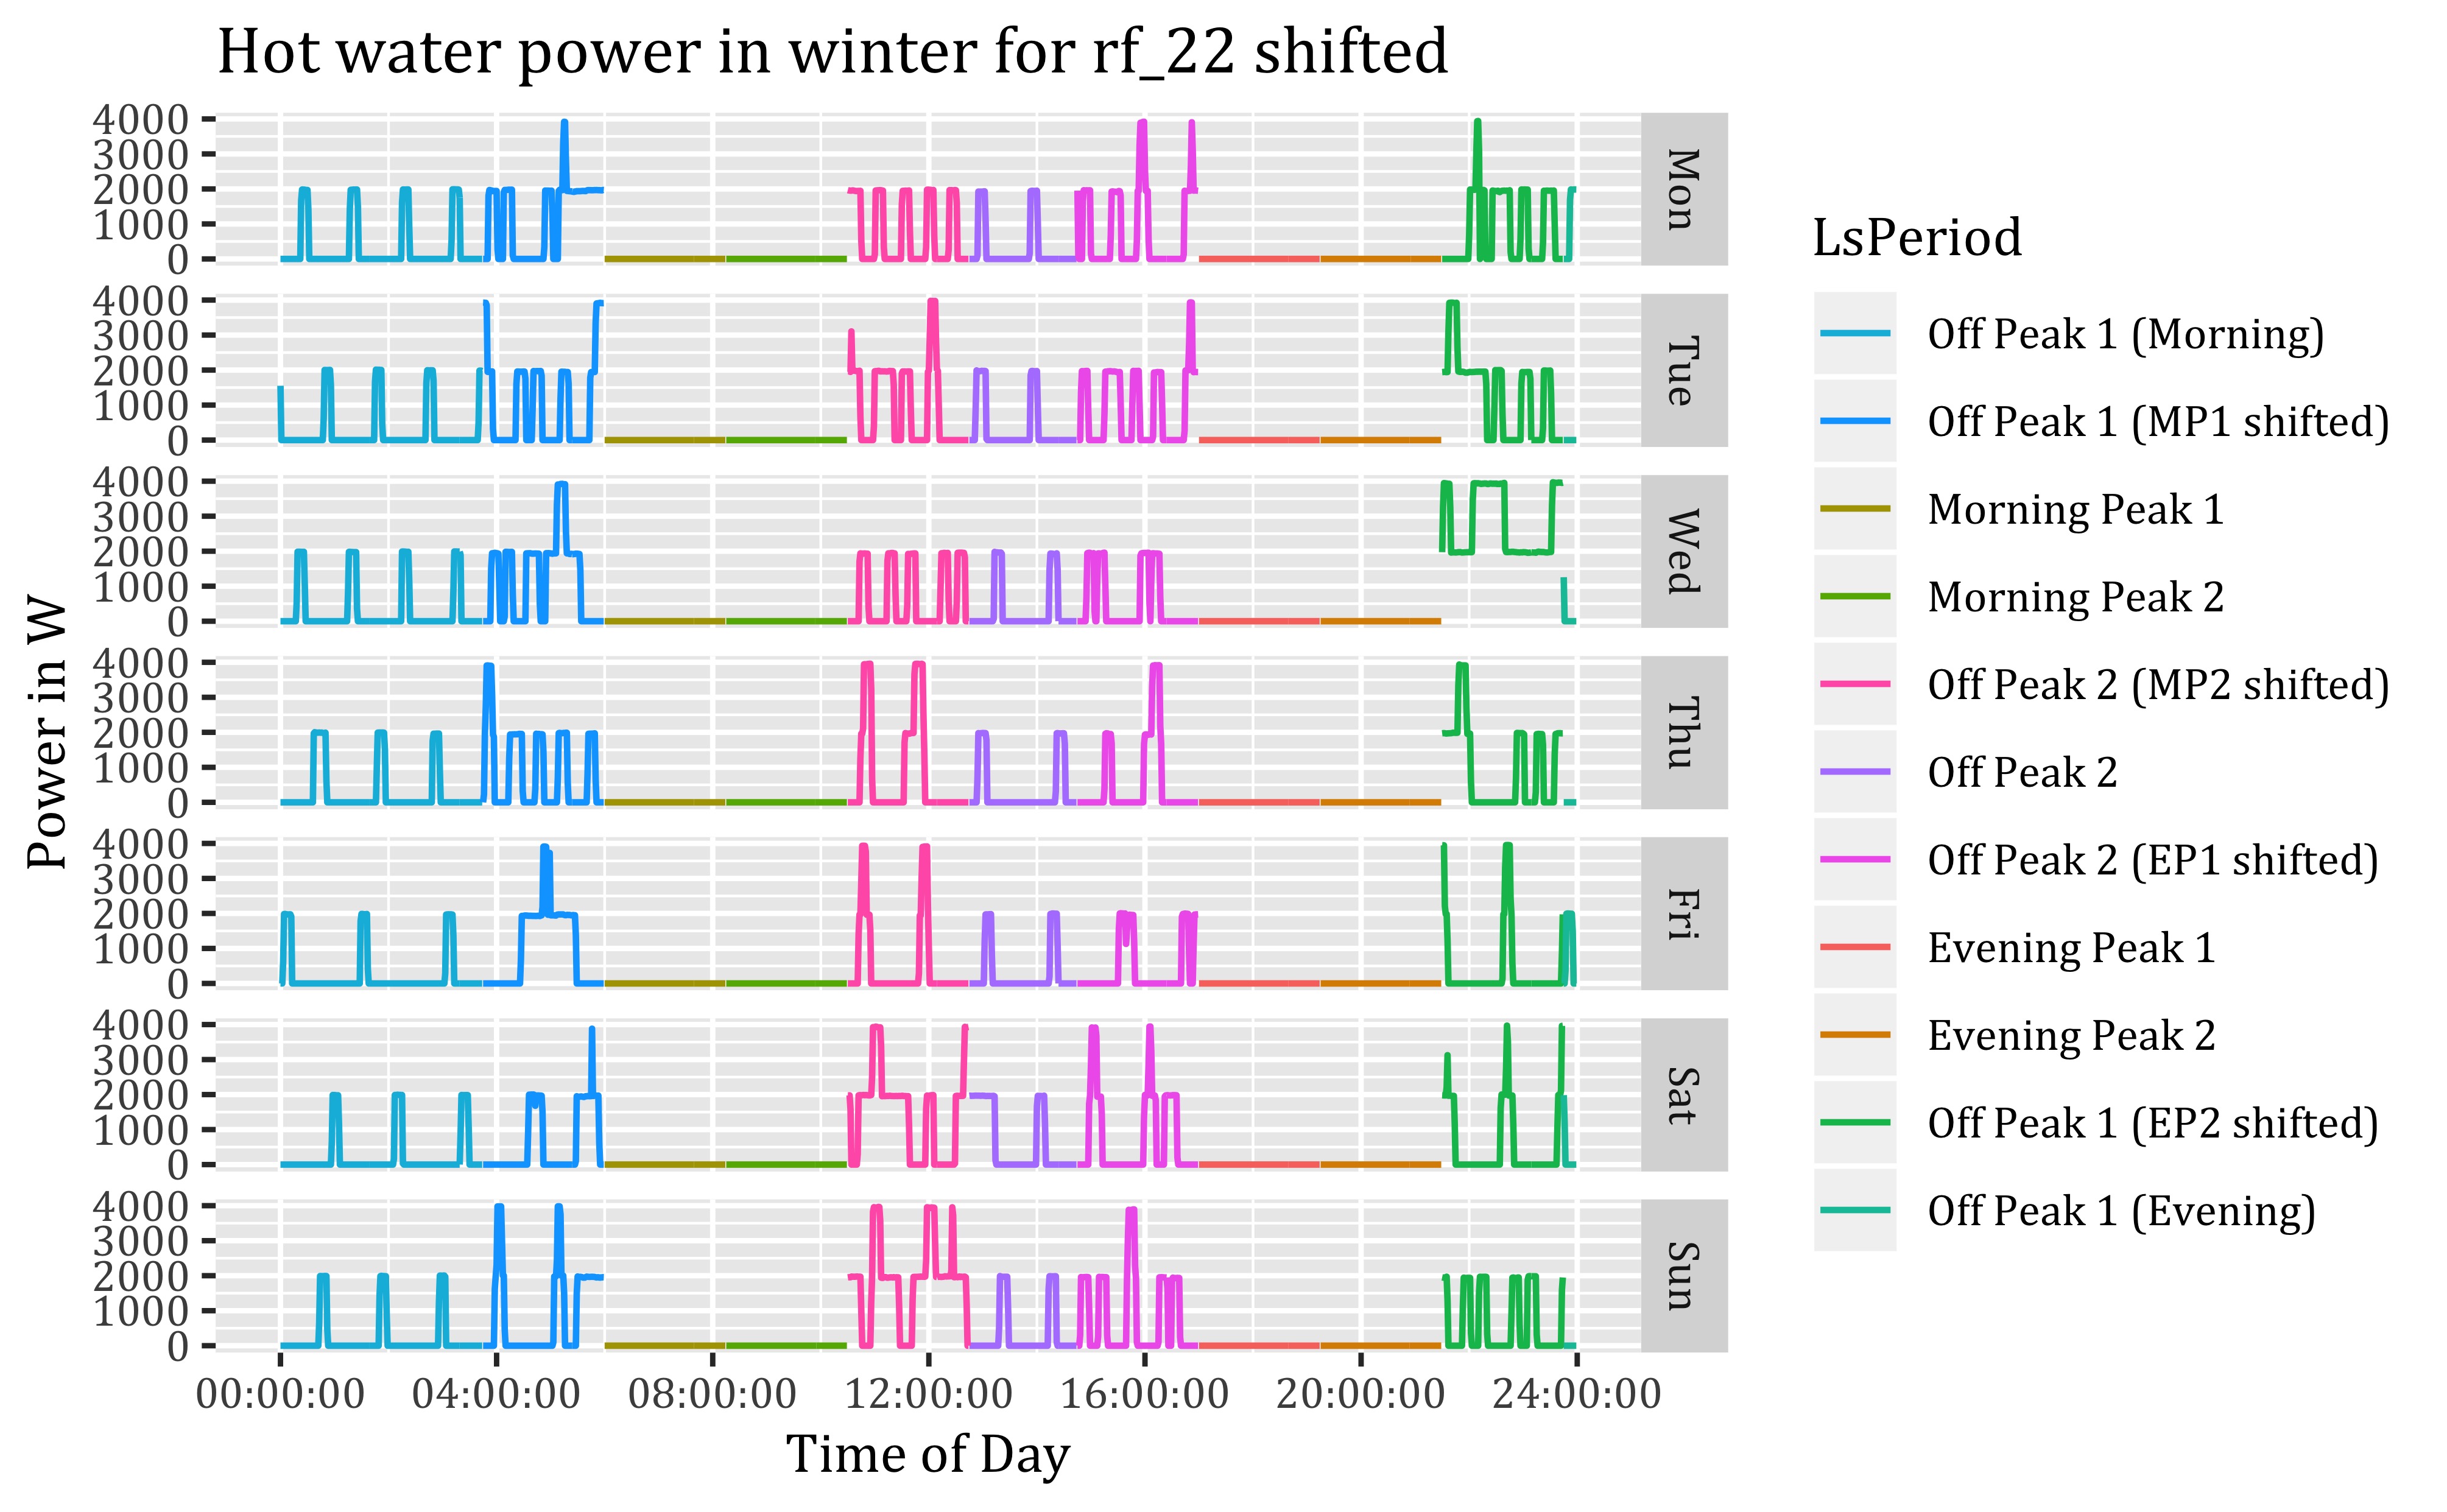 Hot water power in winter for rf_22 shifted
Power in W
4000
3000
2000
1000
0
Mon
4000
3000
2000
1000
0
Tue
4000
3000
2000
1000
0
Wed
4000
3000
2000
1000
0
Thu
4000
3000
2000
1000
0
Fri
4000
3000
2000
1000
0
Sat
4000
3000
2000
1000
0
Sun
00:00:00 04:00:00 08:00:00 12:00:00 16:00:00 20:00:00 24:00:00
Time of Day
LsPeriod
Off Peak 1 (Morning)
Off Peak 1 (MP1 shifted)
Morning Peak 1
Morning Peak 2
Off Peak 2 (MP2 shifted)
Off Peak 2
Off Peak 2 (EP1 shifted)
Evening Peak 1
Evening Peak 2
Off Peak 1 (EP2 shifted)
Off Peak 1 (Evening)